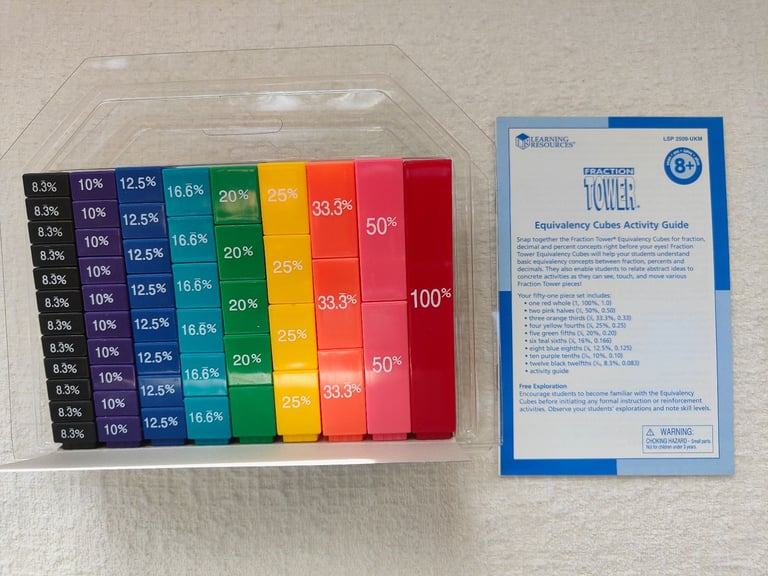 8.3̄%
8.3̄%
8.3̄%
8.3̄%
8.3̄%
8.3̄%
8.3̄%
8.3̄%
8.3̄%
8.3̄%
8.3̄%
8.3̄%
10%
10%
10%
10%
10%
10%
10%
10%
10%
10%
12.5%
12.5%
12.5%
12.5%
12.5%
12.5%
12.5%
12.5%
16.6̄%
16.6̄%
16.6̄%
16.6̄%
16.6̄%
16.6̄%
20%
20%
20%
20%
25%
25%
25%
25%
33.3̄%
33.3̄%
33.3̄%
50%
50%
100%
LEARNING
RESOURCES®
LSP 2509-UKM
8+
FRACTION
TOWER™
Equivalency Cubes Activity Guide
Snap together the Fraction Tower® Equivalency Cubes for fraction,
decimal and percent concepts right before your eyes! Fraction
Tower Equivalency Cubes will help your students understand
basic equivalency concepts between fraction, percents and
decimals. They also enable students to relate abstract ideas to
concrete activities as they can see, touch, and move various
Fraction Tower pieces!
Your fifty-one piece set includes:
• one red whole (1, 100%, 1.0)
• two pink halves (½, 50%, 0.50)
• three orange thirds (⅓, 33.3%, 0.33)
• four yellow fourths (¼, 25%, 0.25)
• five green fifths (⅕, 20%, 0.20)
• six teal sixths (⅙, 16%, 0.166)
• eight blue eighths (⅛, 12.5%, 0.125)
• ten purple tenths (⅒, 10%, 0.10)
• twelve black twelfths (¹⁄₁₂, 8.3%, 0.083)
• activity guide
Free Exploration
Encourage students to become familiar with the Equivalency
Cubes before initiating any formal instruction or reinforcement
activities. Observe your students' explorations and note skill levels.
⚠ WARNING:
CHOKING HAZARD - Small parts.
Not for children under 3 years.